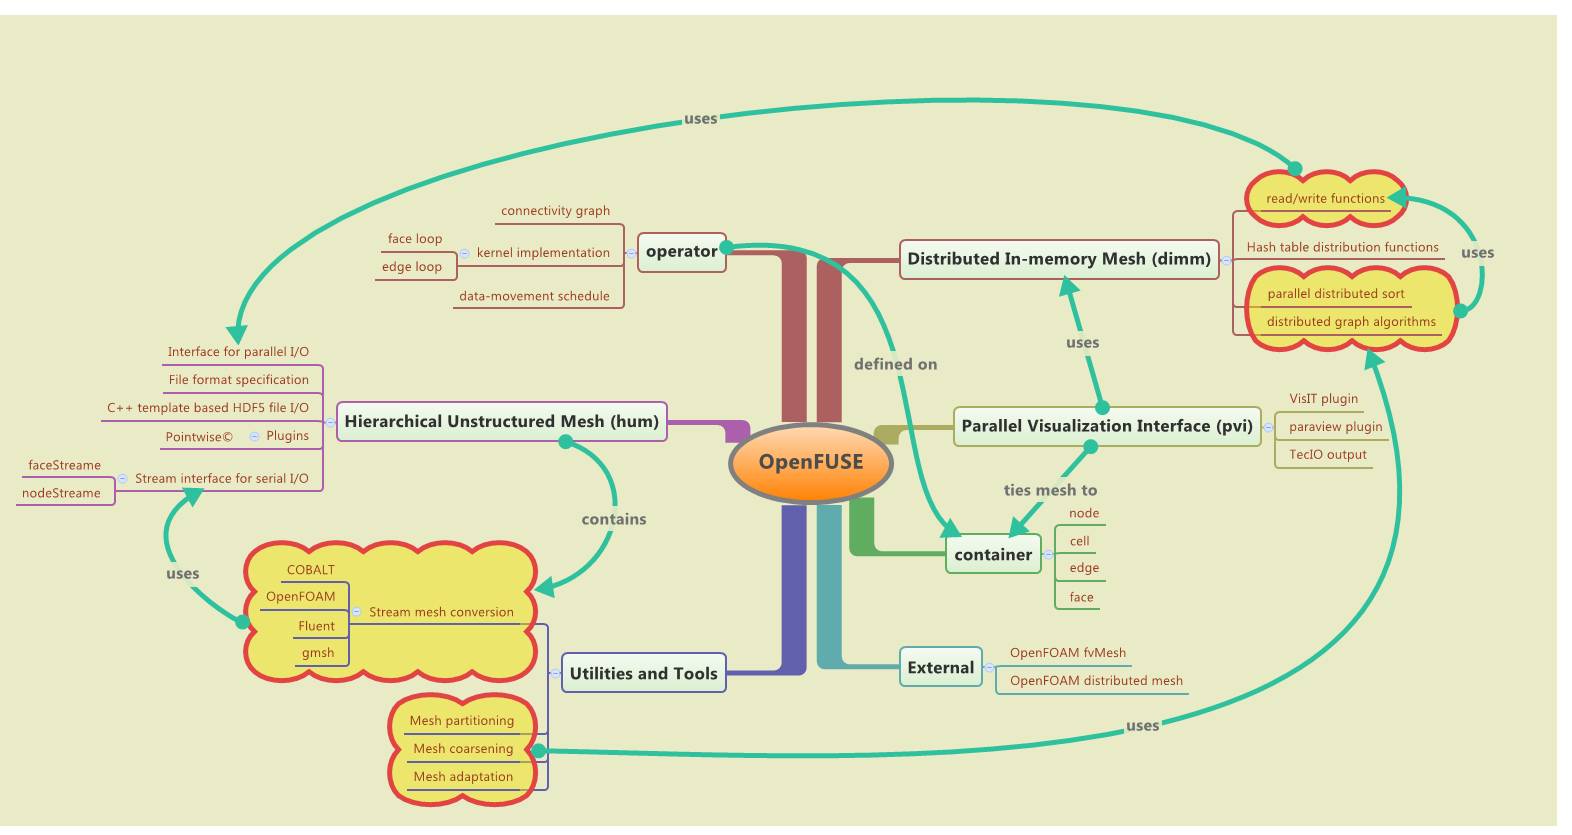 uses
read/write functions
connectivity graph
face loop
kernel implementation
edge loop
operator
data-movement schedule
Distributed In-memory Mesh (dimm)
Hash table distribution functions
uses
parallel distributed sort
distributed graph algorithms
uses
defined on
Interface for parallel I/O
File format specification
C++ template based HDF5 file I/O
Pointwise©
Plugins
faceStreame
Stream interface for serial I/O
nodeStreame
Hierarchical Unstructured Mesh (hum)
Parallel Visualization Interface (pvi)
VisIT plugin
paraview plugin
TecIO output
OpenFUSE
ties mesh to
contains
node
cell
container
edge
face
uses
COBALT
OpenFOAM
Stream mesh conversion
Fluent
gmsh
Utilities and Tools
External
OpenFOAM fvMesh
OpenFOAM distributed mesh
Mesh partitioning
Mesh coarsening
Mesh adaptation
uses